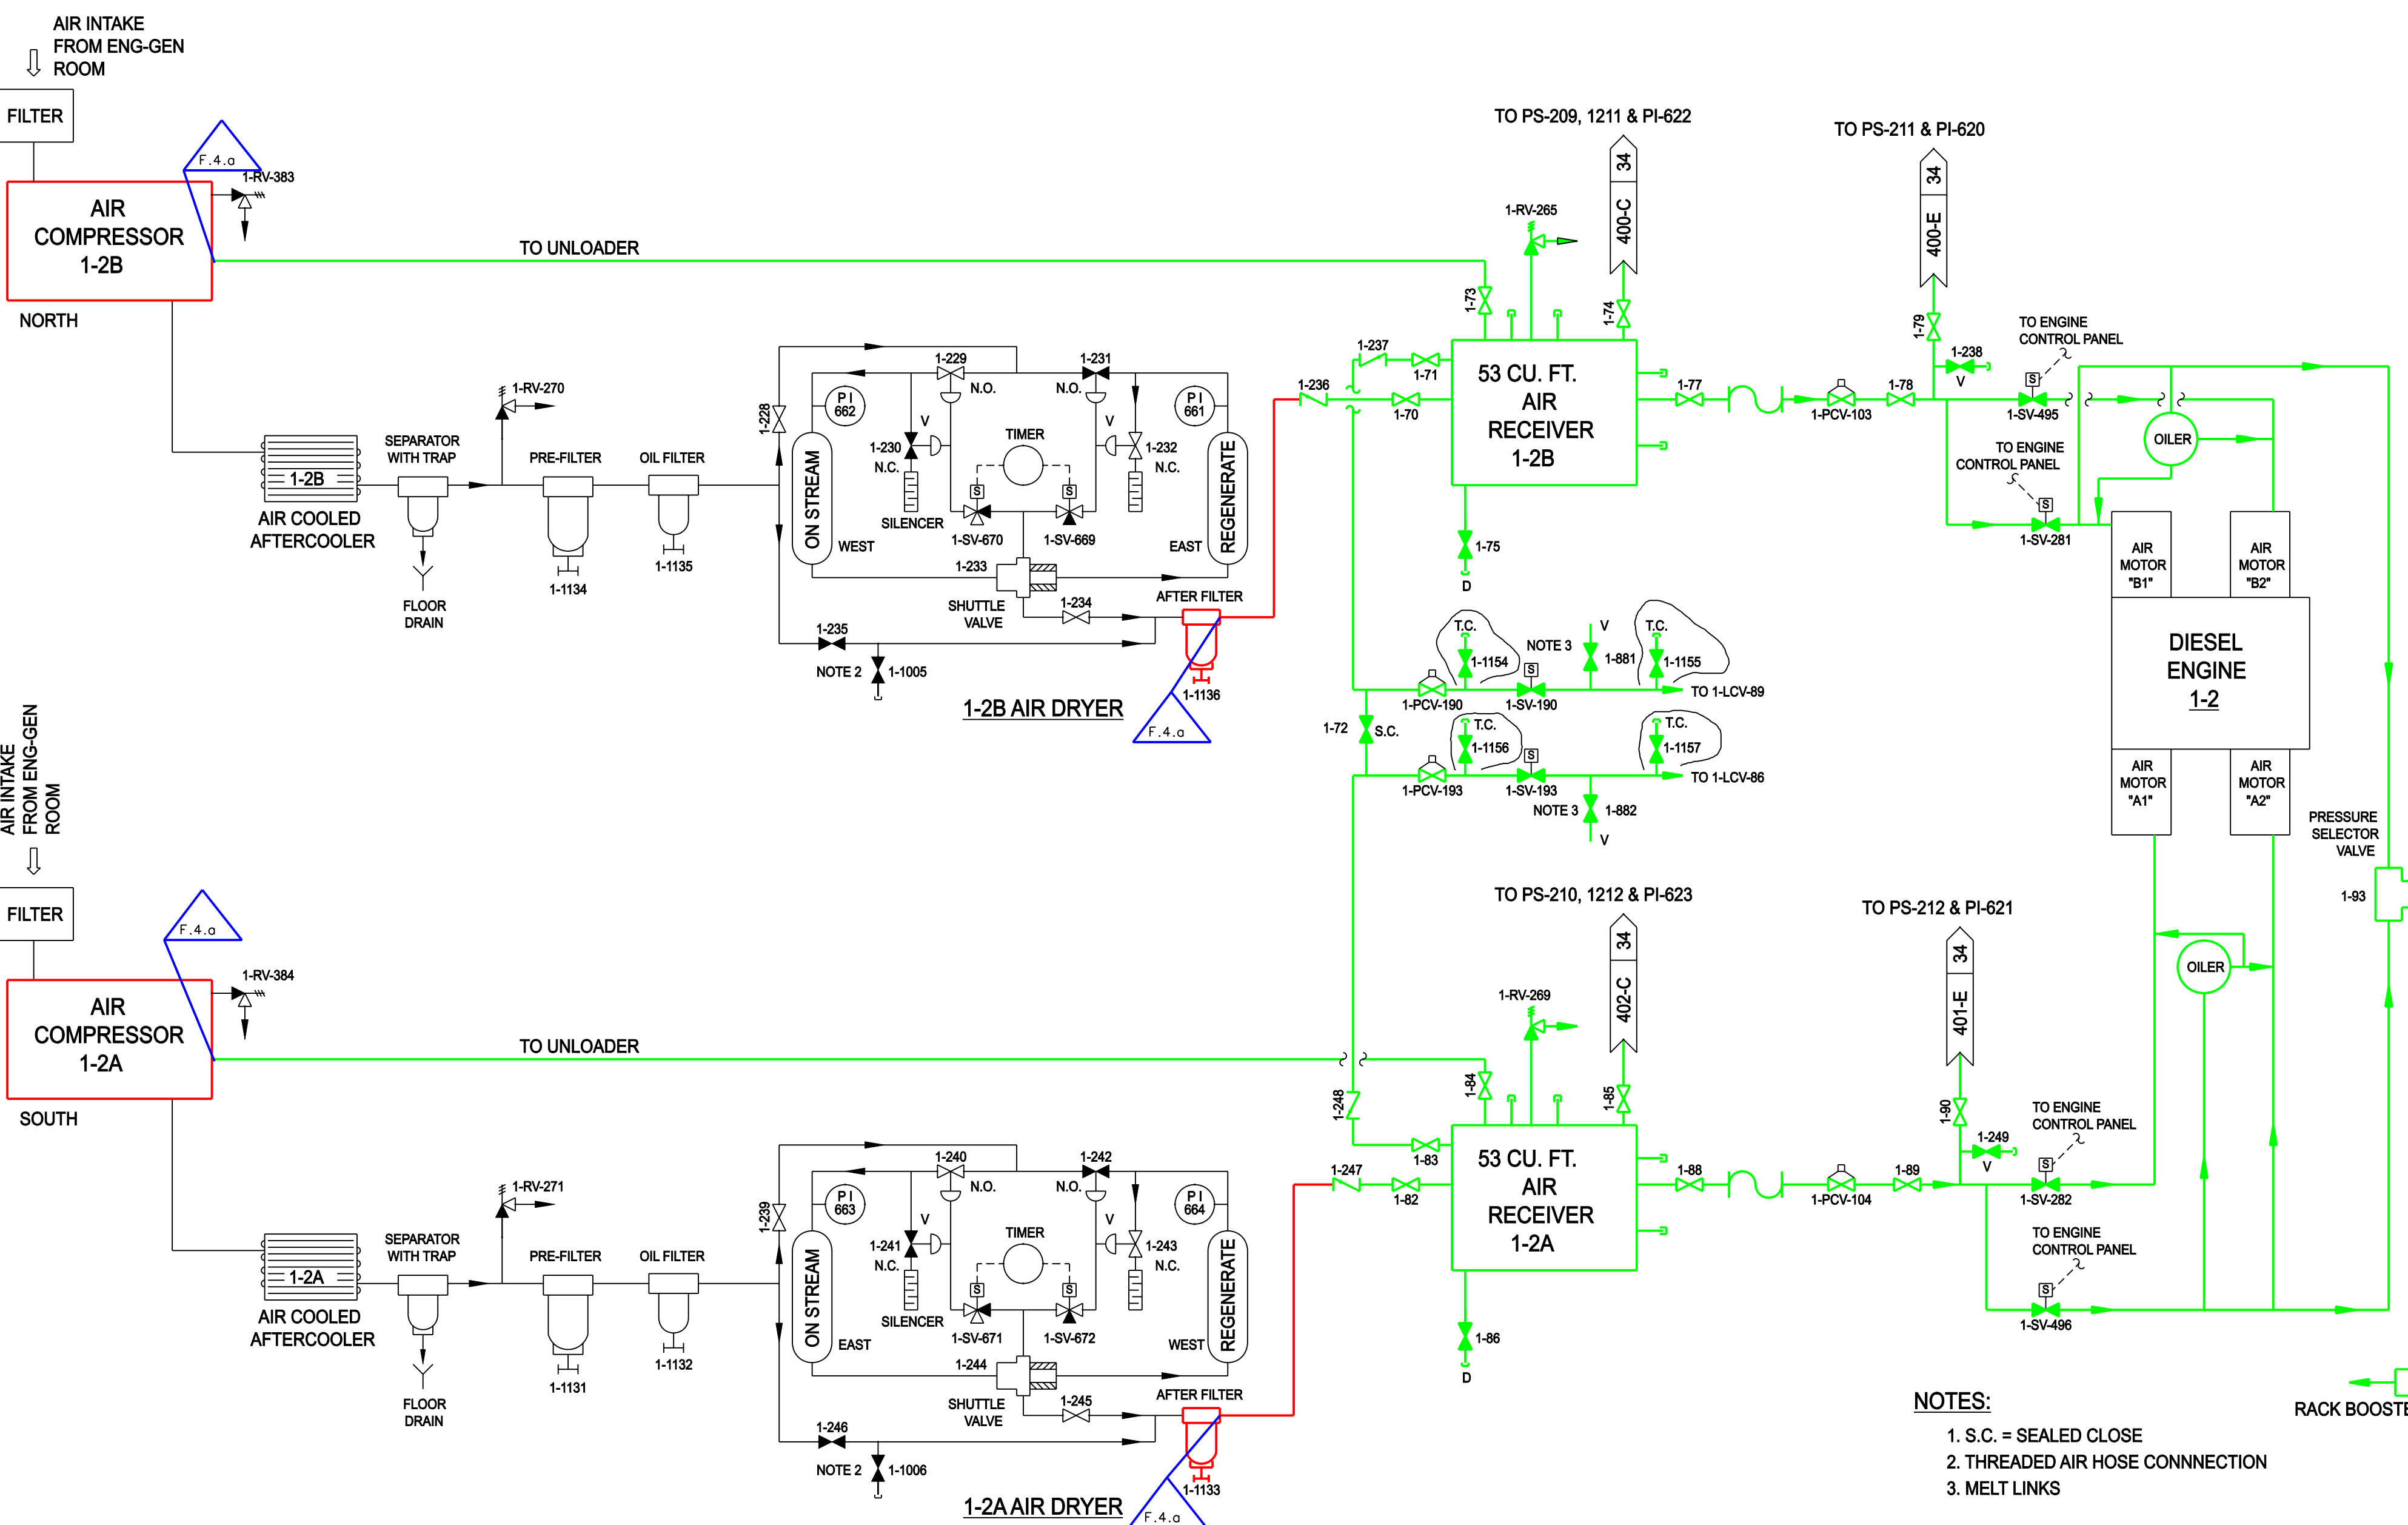 AIR INTAKE
FROM ENG-GEN
ROOM
FILTER
F.4.a
1-RV-383
AIR
COMPRESSOR
1-2B
NORTH
TO UNLOADER
1-2B
AIR COOLED
AFTERCOOLER
SEPARATOR
WITH TRAP
FLOOR
DRAIN
1-RV-270
PRE-FILTER
1-1134
OIL FILTER
1-1135
1-228
PI
662
ON STREAM
WEST
1-229
N.O.
1-231
N.O.
V
1-230
N.C.
SILENCER
TIMER
S
S
1-SV-670
1-SV-669
V
1-232
N.C.
PI
661
REGENERATE
EAST
1-233
SHUTTLE
VALVE
1-234
1-235
NOTE 2
1-1005
AFTER FILTER
1-1136
F.4.a
1-2B AIR DRYER
1-236
1-237
1-71
1-70
1-73
1-RV-265
TO PS-209, 1211 & PI-622
34
400-C
1-74
53 CU. FT.
AIR
RECEIVER
1-2B
1-75
D
1-77
1-PCV-103
1-78
TO PS-211 & PI-620
34
400-E
1-79
1-238
V
TO ENGINE
CONTROL PANEL
S
1-SV-495
TO ENGINE
CONTROL PANEL
S
1-SV-281
OILER
AIR
MOTOR
"B1"
AIR
MOTOR
"B2"
DIESEL
ENGINE
1-2
AIR
MOTOR
"A1"
AIR
MOTOR
"A2"
PRESSURE
SELECTOR
VALVE
1-93
T.C.
1-1154
NOTE 3
V
1-881
T.C.
1-1155
S
1-PCV-190
1-SV-190
TO 1-LCV-89
1-72
S.C.
T.C.
1-1156
S
T.C.
1-1157
1-PCV-193
1-SV-193
TO 1-LCV-86
NOTE 3
1-882
V
AIR INTAKE
FROM ENG-GEN
ROOM
FILTER
F.4.a
1-RV-384
AIR
COMPRESSOR
1-2A
SOUTH
TO UNLOADER
1-2A
AIR COOLED
AFTERCOOLER
SEPARATOR
WITH TRAP
FLOOR
DRAIN
1-RV-271
PRE-FILTER
1-1131
OIL FILTER
1-1132
1-239
PI
663
ON STREAM
EAST
1-240
N.O.
1-242
N.O.
V
1-241
N.C.
SILENCER
TIMER
S
S
1-SV-671
1-SV-672
V
1-243
N.C.
PI
664
REGENERATE
WEST
1-244
SHUTTLE
VALVE
1-245
1-246
NOTE 2
1-1006
AFTER FILTER
1-1133
F.4.a
1-2A AIR DRYER
1-248
1-247
1-83
1-82
1-84
1-RV-269
TO PS-210, 1212 & PI-623
34
402-C
1-85
53 CU. FT.
AIR
RECEIVER
1-2A
1-86
D
1-88
1-PCV-104
1-89
TO PS-212 & PI-621
34
401-E
1-90
1-249
V
OILER
TO ENGINE
CONTROL PANEL
S
1-SV-282
TO ENGINE
CONTROL PANEL
S
1-SV-496
RACK BOOSTE
NOTES:
1. S.C. = SEALED CLOSE
2. THREADED AIR HOSE CONNNECTION
3. MELT LINKS